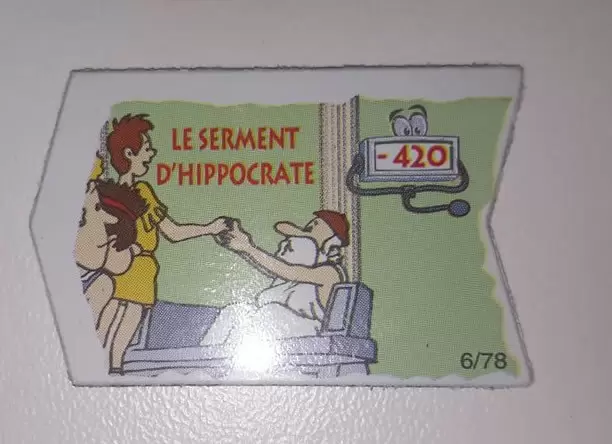 LE SERMENT
D'HIPPOCRATE
- 420
6/78